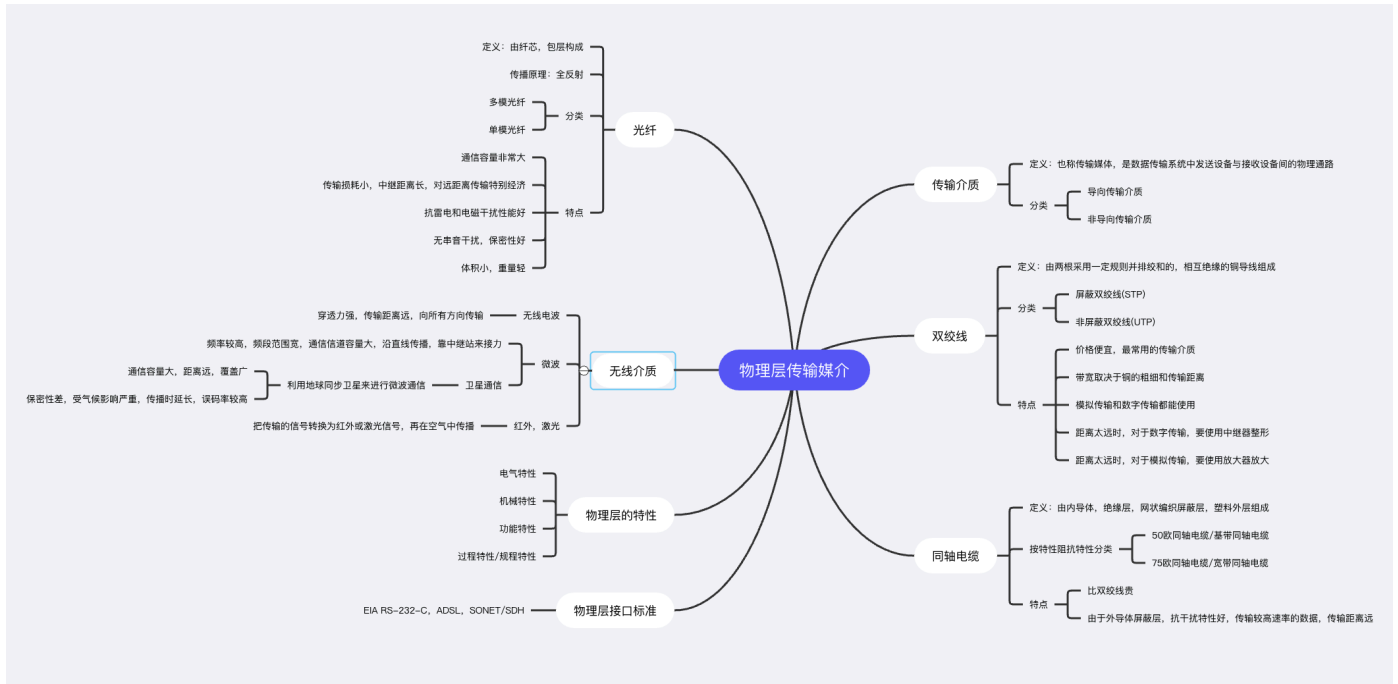 物理层传输媒介
传输介质
定义：也称传输媒体，是数据传输系统中发送设备与接收设备间的物理通路
分类
导向传输介质
非导向传输介质
双绞线
定义：由两根采用一定规则并排绞和的，相互绝缘的铜导线组成
分类
屏蔽双绞线(STP)
非屏蔽双绞线(UTP)
特点
价格便宜，最常用的传输介质
带宽取决于铜的粗细和传输距离
模拟传输和数字传输都能使用
距离太远时，对于数字传输，要使用中继器整形
距离太远时，对于模拟传输，要使用放大器放大
同轴电缆
定义：由内导体，绝缘层，网状编织屏蔽层，塑料外层组成
按特性阻抗特性分类
50欧同轴电缆/基带同轴电缆
75欧同轴电缆/宽带同轴电缆
特点
比双绞线贵
由于外导体屏蔽层，抗干扰特性好，传输较高速率的数据，传输距离远
光纤
定义：由纤芯，包层构成
传播原理：全反射
分类
多模光纤
单模光纤
特点
通信容量非常大
传输损耗小，中继距离长，对远距离传输特别经济
抗雷电和电磁干扰性能好
无串音干扰，保密性好
体积小，重量轻
无线介质
无线电波
穿透力强，传输距离远，向所有方向传输
微波
频率较高，频段范围宽，通信信道容量大，沿直线传播，靠中继站来接力
卫星通信
利用地球同步卫星来进行微波通信
通信容量大，距离远，覆盖广
保密性差，受气候影响严重，传播时延长，误码率较高
红外，激光
把传输的信号转换为红外或激光信号，再在空气中传播
物理层的特性
电气特性
机械特性
功能特性
过程特性/规程特性
物理层接口标准
EIA RS-232-C，ADSL，SONET/SDH